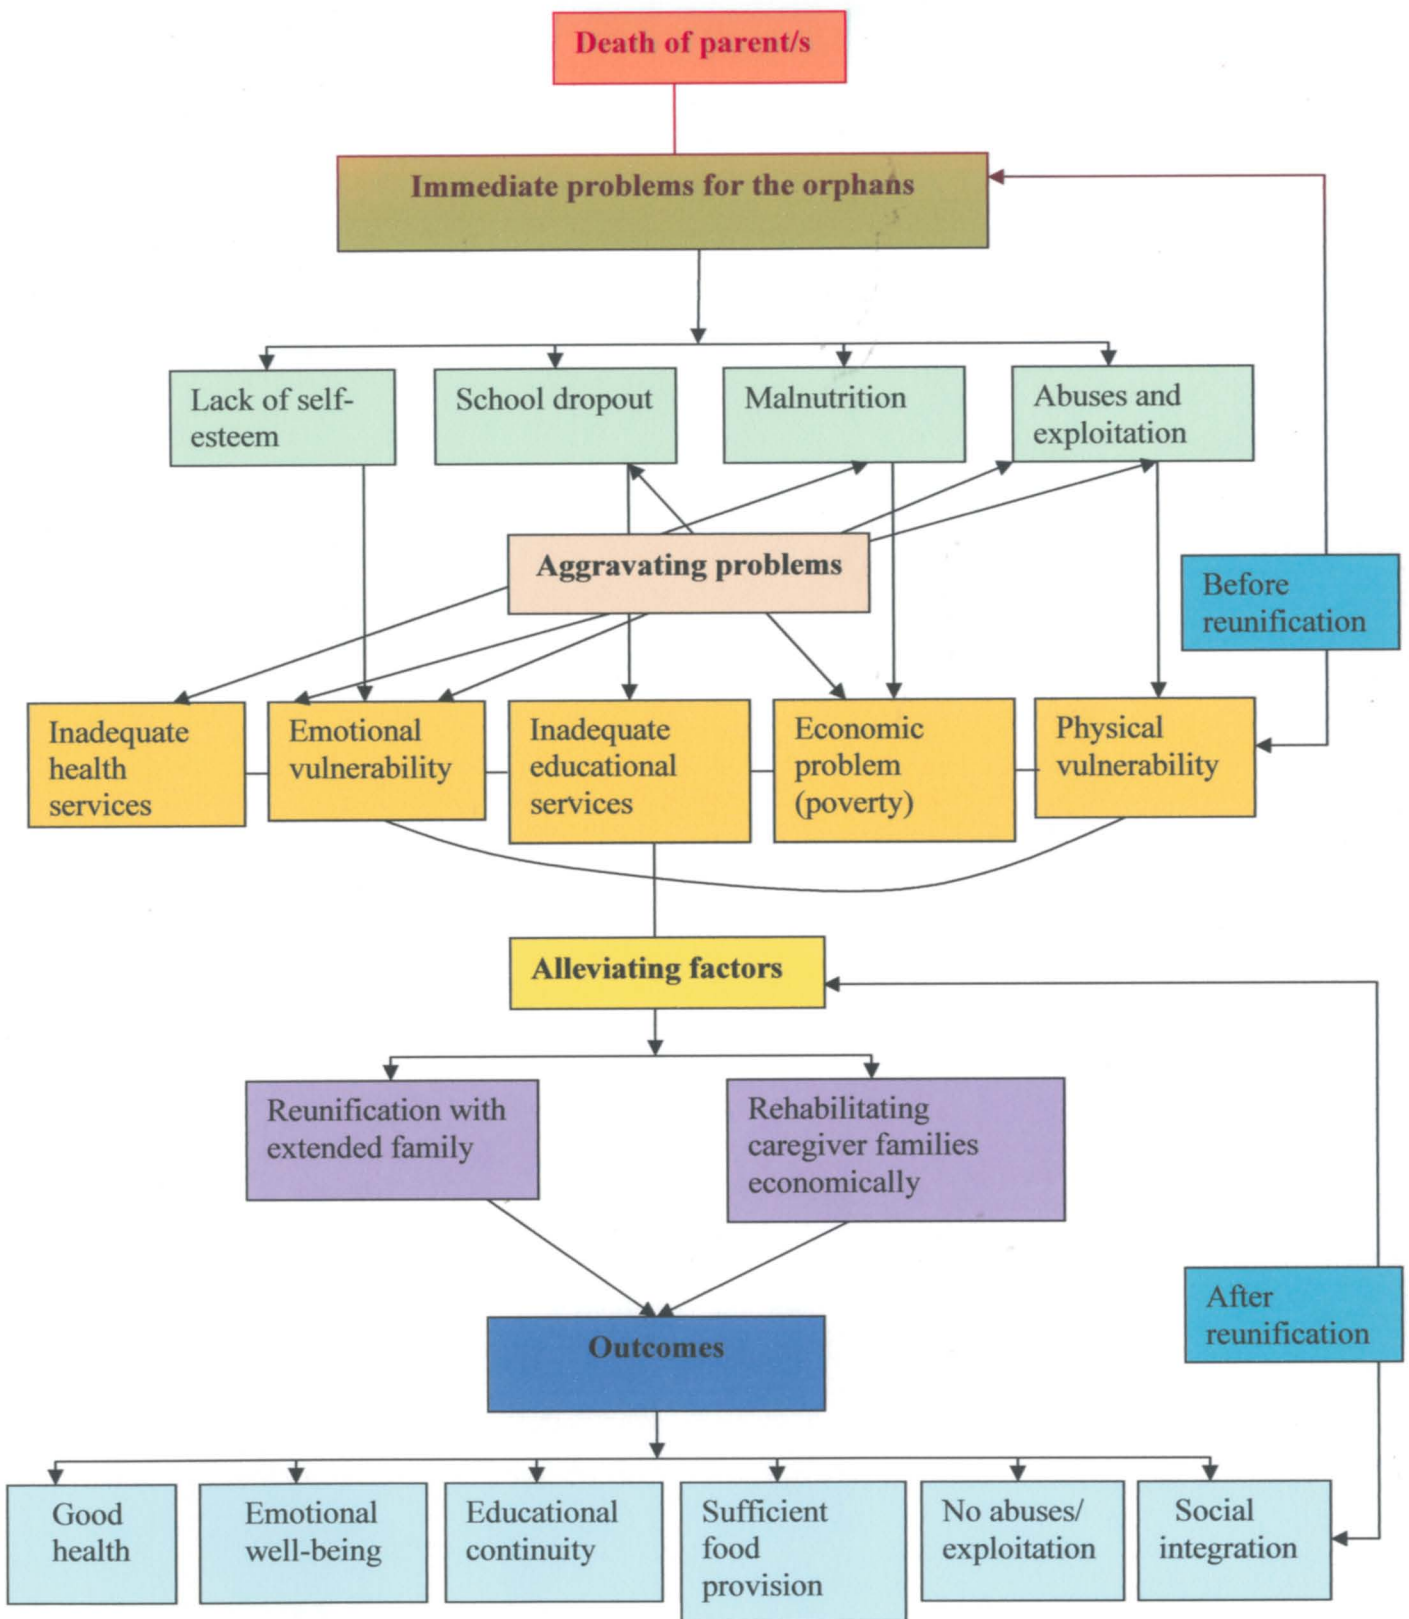 Death of parent/s
Immediate problems for the orphans
Lack of self-
esteem
School dropout
Malnutrition
Abuses and
exploitation
Aggravating problems
Before
reunification
Inadequate
health
services
Emotional
vulnerability
Inadequate
educational
services
Economic
problem
(poverty)
Physical
vulnerability
Alleviating factors
Reunification with
extended family
Rehabilitating
caregiver families
economically
After
reunification
Outcomes
Good
health
Emotional
well-being
Educational
continuity
Sufficient
food
provision
No abuses/
exploitation
Social
integration